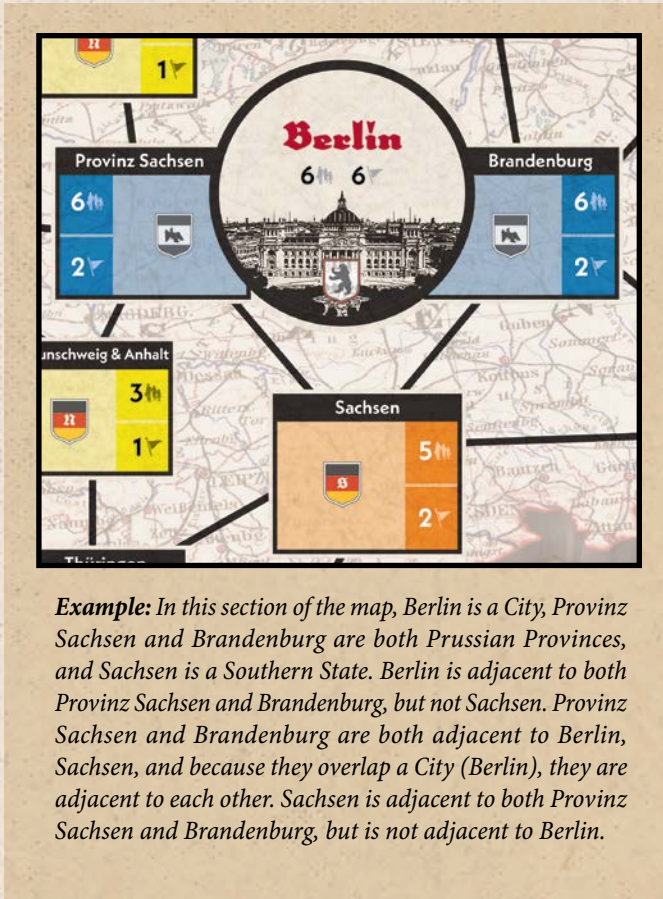 1
Berlin
6 6
Provinz Sachsen
Brandenburg
6
6
2
2
unschweig & Anhalt
3
1
Sachsen
5
2
Example: In this section of the map, Berlin is a City, Provinz
Sachsen and Brandenburg are both Prussian Provinces,
and Sachsen is a Southern State. Berlin is adjacent to both
Provinz Sachsen and Brandenburg, but not Sachsen. Provinz
Sachsen and Brandenburg are both adjacent to Berlin,
Sachsen, and because they overlap a City (Berlin), they are
adjacent to each other. Sachsen is adjacent to both Provinz
Sachsen and Brandenburg, but is not adjacent to Berlin.